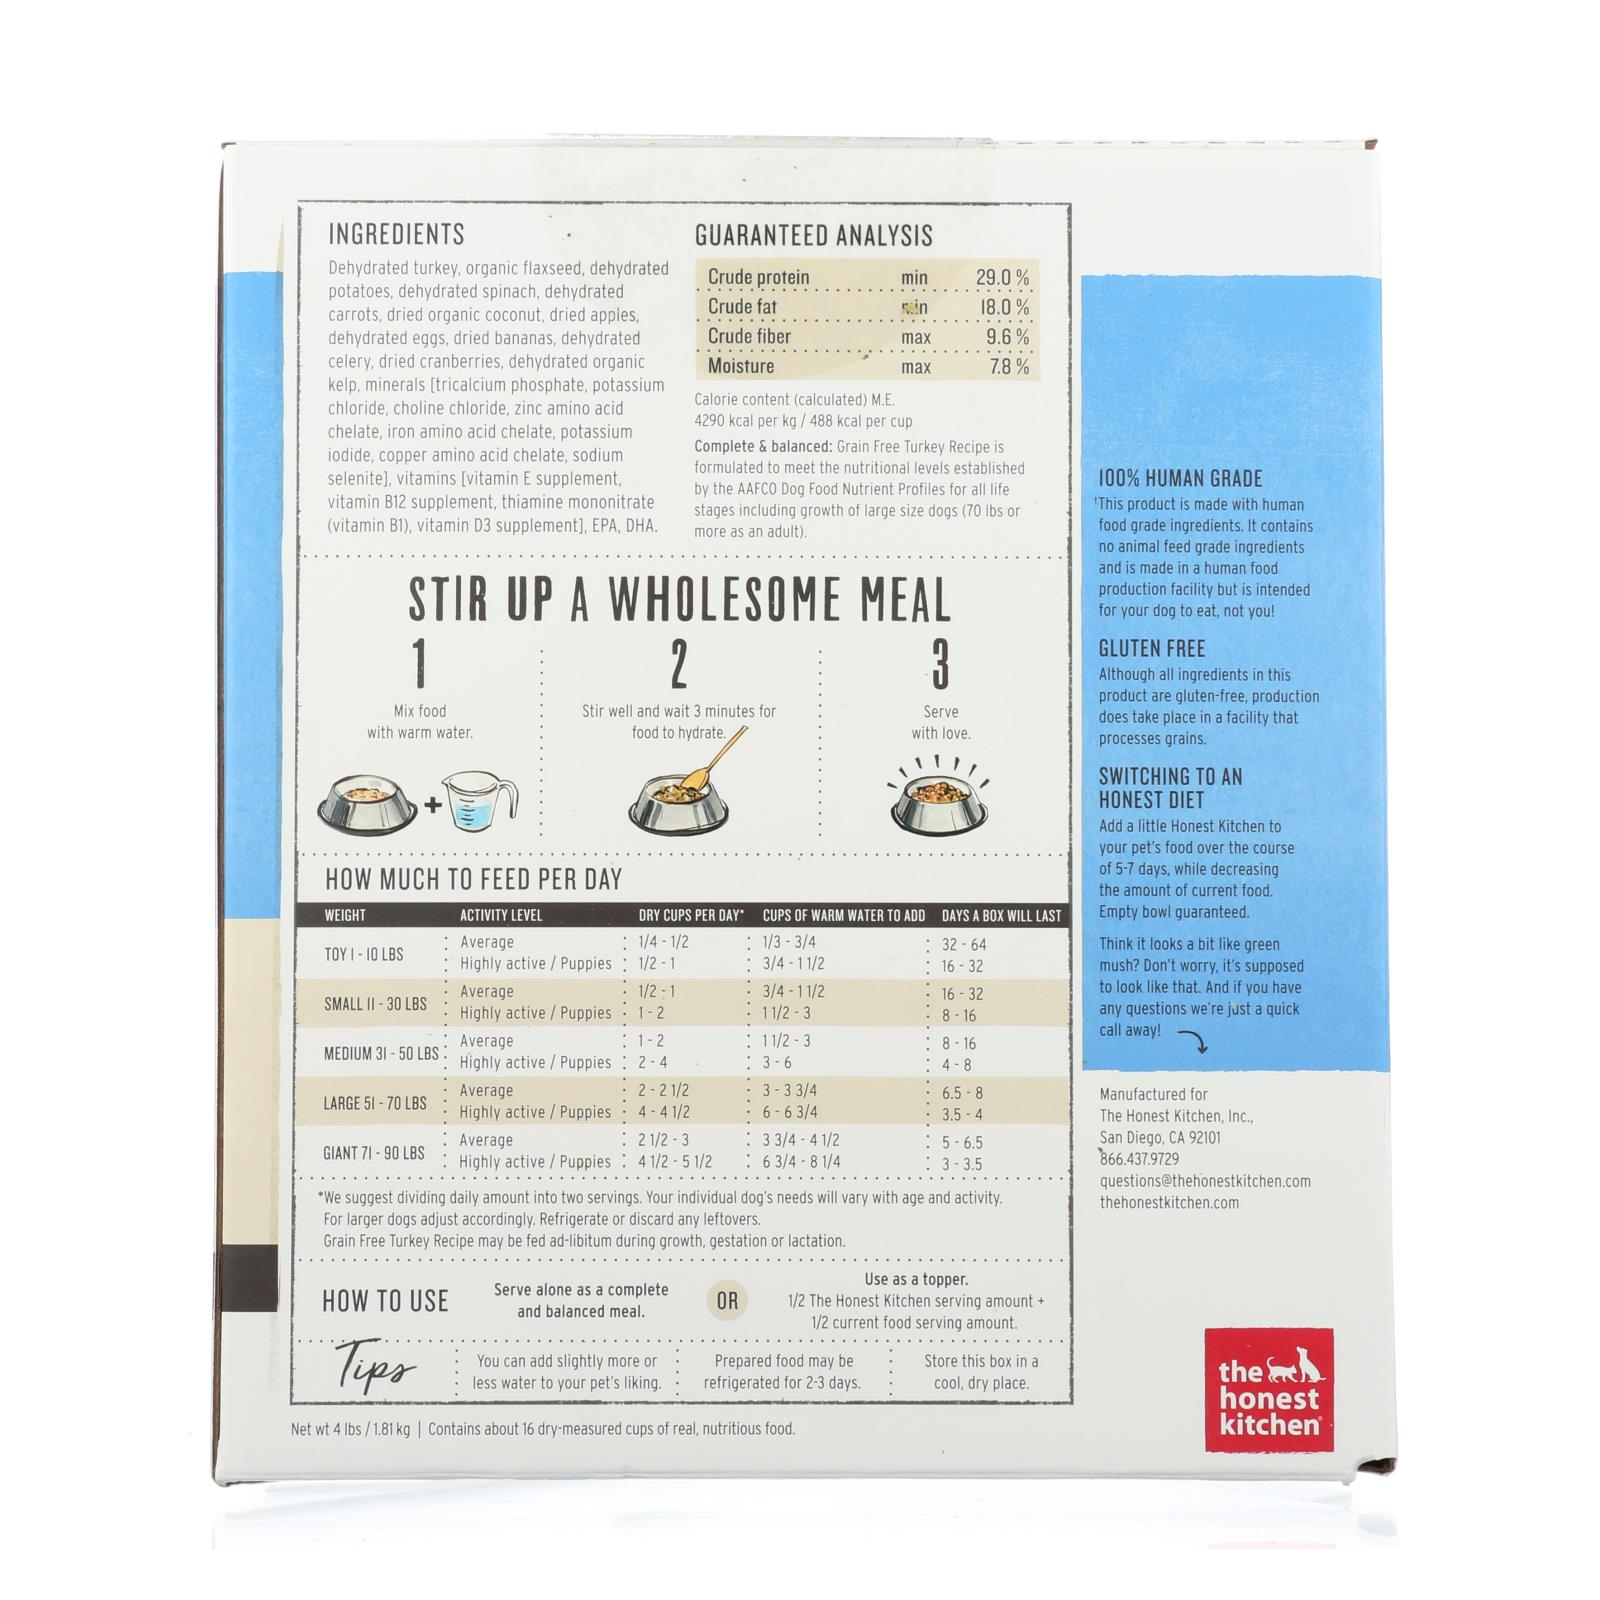 INGREDIENTS
Dehydrated turkey, organic flaxseed, dehydrated
potatoes, dehydrated spinach, dehydrated
carrots, dried organic coconut, dried apples,
dehydrated eggs, dried bananas, dehydrated
celery, dried cranberries, dehydrated organic
kelp, minerals [tricalcium phosphate, potassium
chloride, choline chloride, zinc amino acid
chelate, iron amino acid chelate, potassium
iodide, copper amino acid chelate, sodium
selenite], vitamins [vitamin E supplement,
vitamin B12 supplement, thiamine mononitrate
(vitamin B1), vitamin D3 supplement], EPA, DHA.
GUARANTEED ANALYSIS
Crude protein min 29.0 %
Crude fat min 18.0 %
Crude fiber max 9.6 %
Moisture max 7.8 %
Calorie content (calculated) M.E.
4290 kcal per kg / 488 kcal per cup
Complete & balanced: Grain Free Turkey Recipe is
formulated to meet the nutritional levels established
by the AAFCO Dog Food Nutrient Profiles for all life
stages including growth of large size dogs (70 lbs or
more as an adult).
STIR UP A WHOLESOME MEAL
1
Mix food
with warm water.
+
2
Stir well and wait 3 minutes for
food to hydrate.
3
Serve
with love.
HOW MUCH TO FEED PER DAY
WEIGHT ACTIVITY LEVEL DRY CUPS PER DAY* CUPS OF WARM WATER TO ADD DAYS A BOX WILL LAST
TOY 1 - 10 LBS
Average 1/4 - 1/2 1/3 - 3/4 32 - 64
Highly active / Puppies 1/2 - 1 3/4 - 1 1/2 16 - 32
SMALL 11 - 30 LBS
Average 1/2 - 1 3/4 - 1 1/2 16 - 32
Highly active / Puppies 1 - 2 1 1/2 - 3 8 - 16
MEDIUM 31 - 50 LBS
Average 1 - 2 1 1/2 - 3 8 - 16
Highly active / Puppies 2 - 4 3 - 6 4 - 8
LARGE 51 - 70 LBS
Average 2 - 2 1/2 3 - 3 3/4 6.5 - 8
Highly active / Puppies 4 - 4 1/2 6 - 6 3/4 3.5 - 4
GIANT 71 - 90 LBS
Average 2 1/2 - 3 3 3/4 - 4 1/2 5 - 6.5
Highly active / Puppies 4 1/2 - 5 1/2 6 3/4 - 8 1/4 3 - 3.5
*We suggest dividing daily amount into two servings. Your individual dog's needs will vary with age and activity.
For larger dogs adjust accordingly. Refrigerate or discard any leftovers.
Grain Free Turkey Recipe may be fed ad-libitum during growth, gestation or lactation.
HOW TO USE
Serve alone as a complete
and balanced meal.
OR
Use as a topper.
1/2 The Honest Kitchen serving amount +
1/2 current food serving amount.
Tips
You can add slightly more or
less water to your pet's liking.
Prepared food may be
refrigerated for 2-3 days.
Store this box in a
cool, dry place.
Net wt 4 lbs / 1.81 kg | Contains about 16 dry-measured cups of real, nutritious food.
100% HUMAN GRADE
†This product is made with human
food grade ingredients. It contains
no animal feed grade ingredients
and is made in a human food
production facility but is intended
for your dog to eat, not you!
GLUTEN FREE
Although all ingredients in this
product are gluten-free, production
does take place in a facility that
processes grains.
SWITCHING TO AN
HONEST DIET
Add a little Honest Kitchen to
your pet's food over the course
of 5-7 days, while decreasing
the amount of current food.
Empty bowl guaranteed.
Think it looks a bit like green
mush? Don't worry, it's supposed
to look like that. And if you have
any questions we're just a quick
call away!
Manufactured for
The Honest Kitchen, Inc.,
San Diego, CA 92101
866.437.9729
questions@thehonestkitchen.com
thehonestkitchen.com
the
honest
kitchen®